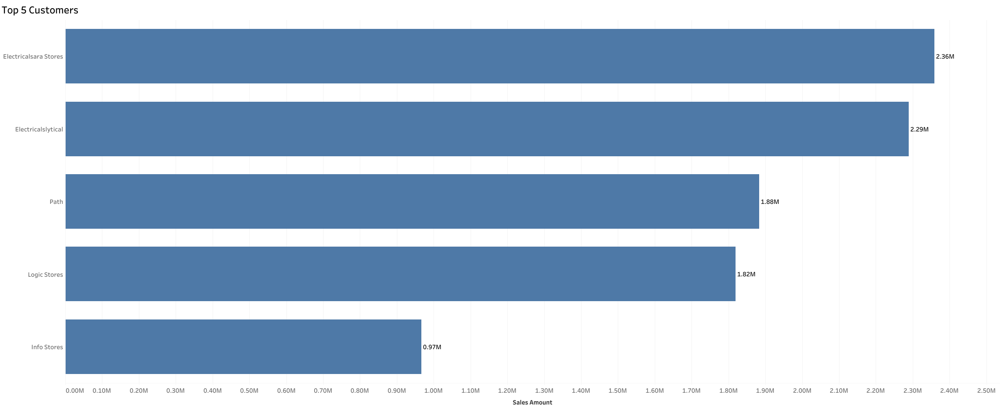 Top 5 Customers
Electricalsara Stores
2.36M
Electricalslytical
2.29M
Path
1.88M
Logic Stores
1.82M
Info Stores
0.97M
0.00M 0.10M 0.20M 0.30M 0.40M 0.50M 0.60M 0.70M 0.80M 0.90M 1.00M 1.10M 1.20M 1.30M 1.40M 1.50M 1.60M 1.70M 1.80M 1.90M 2.00M 2.10M 2.20M 2.30M 2.40M 2.50M
Sales Amount